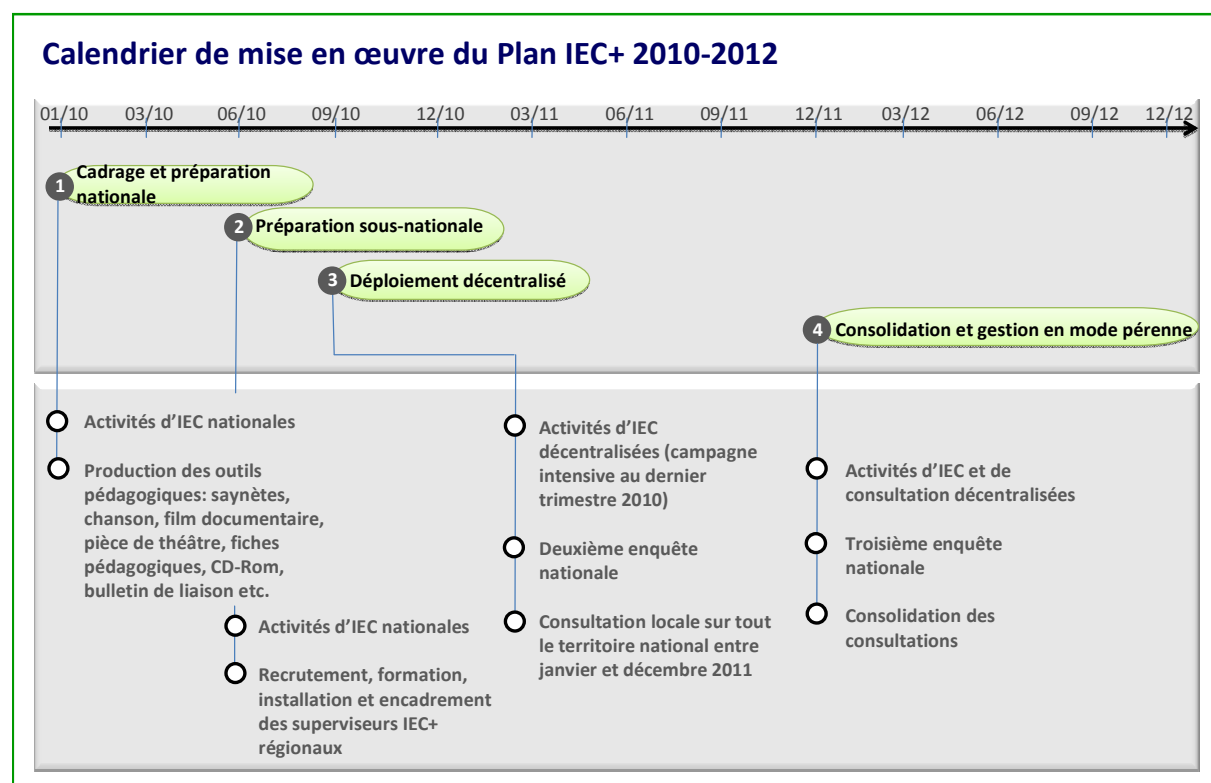 Calendrier de mise en œuvre du Plan IEC+ 2010-2012
01/10 03/10 06/10 09/10 12/10 03/11 06/11 09/11 12/11 03/12 06/12 09/12 12/12
1 Cadrage et préparation
nationale
2 Préparation sous-nationale
3 Déploiement décentralisé
4 Consolidation et gestion en mode pérenne
Activités d'IEC nationales
Production des outils
pédagogiques: saynètes,
chanson, film documentaire,
pièce de théâtre, fiches
pédagogiques, CD-Rom,
bulletin de liaison etc.
Activités d'IEC nationales
Recrutement, formation,
installation et encadrement
des superviseurs IEC+
régionaux
Activités d'IEC
décentralisées (campagne
intensive au dernier
trimestre 2010)
Deuxième enquête
nationale
Consultation locale sur tout
le territoire national entre
janvier et décembre 2011
Activités d'IEC et de
consultation décentralisées
Troisième enquête
nationale
Consolidation des
consultations